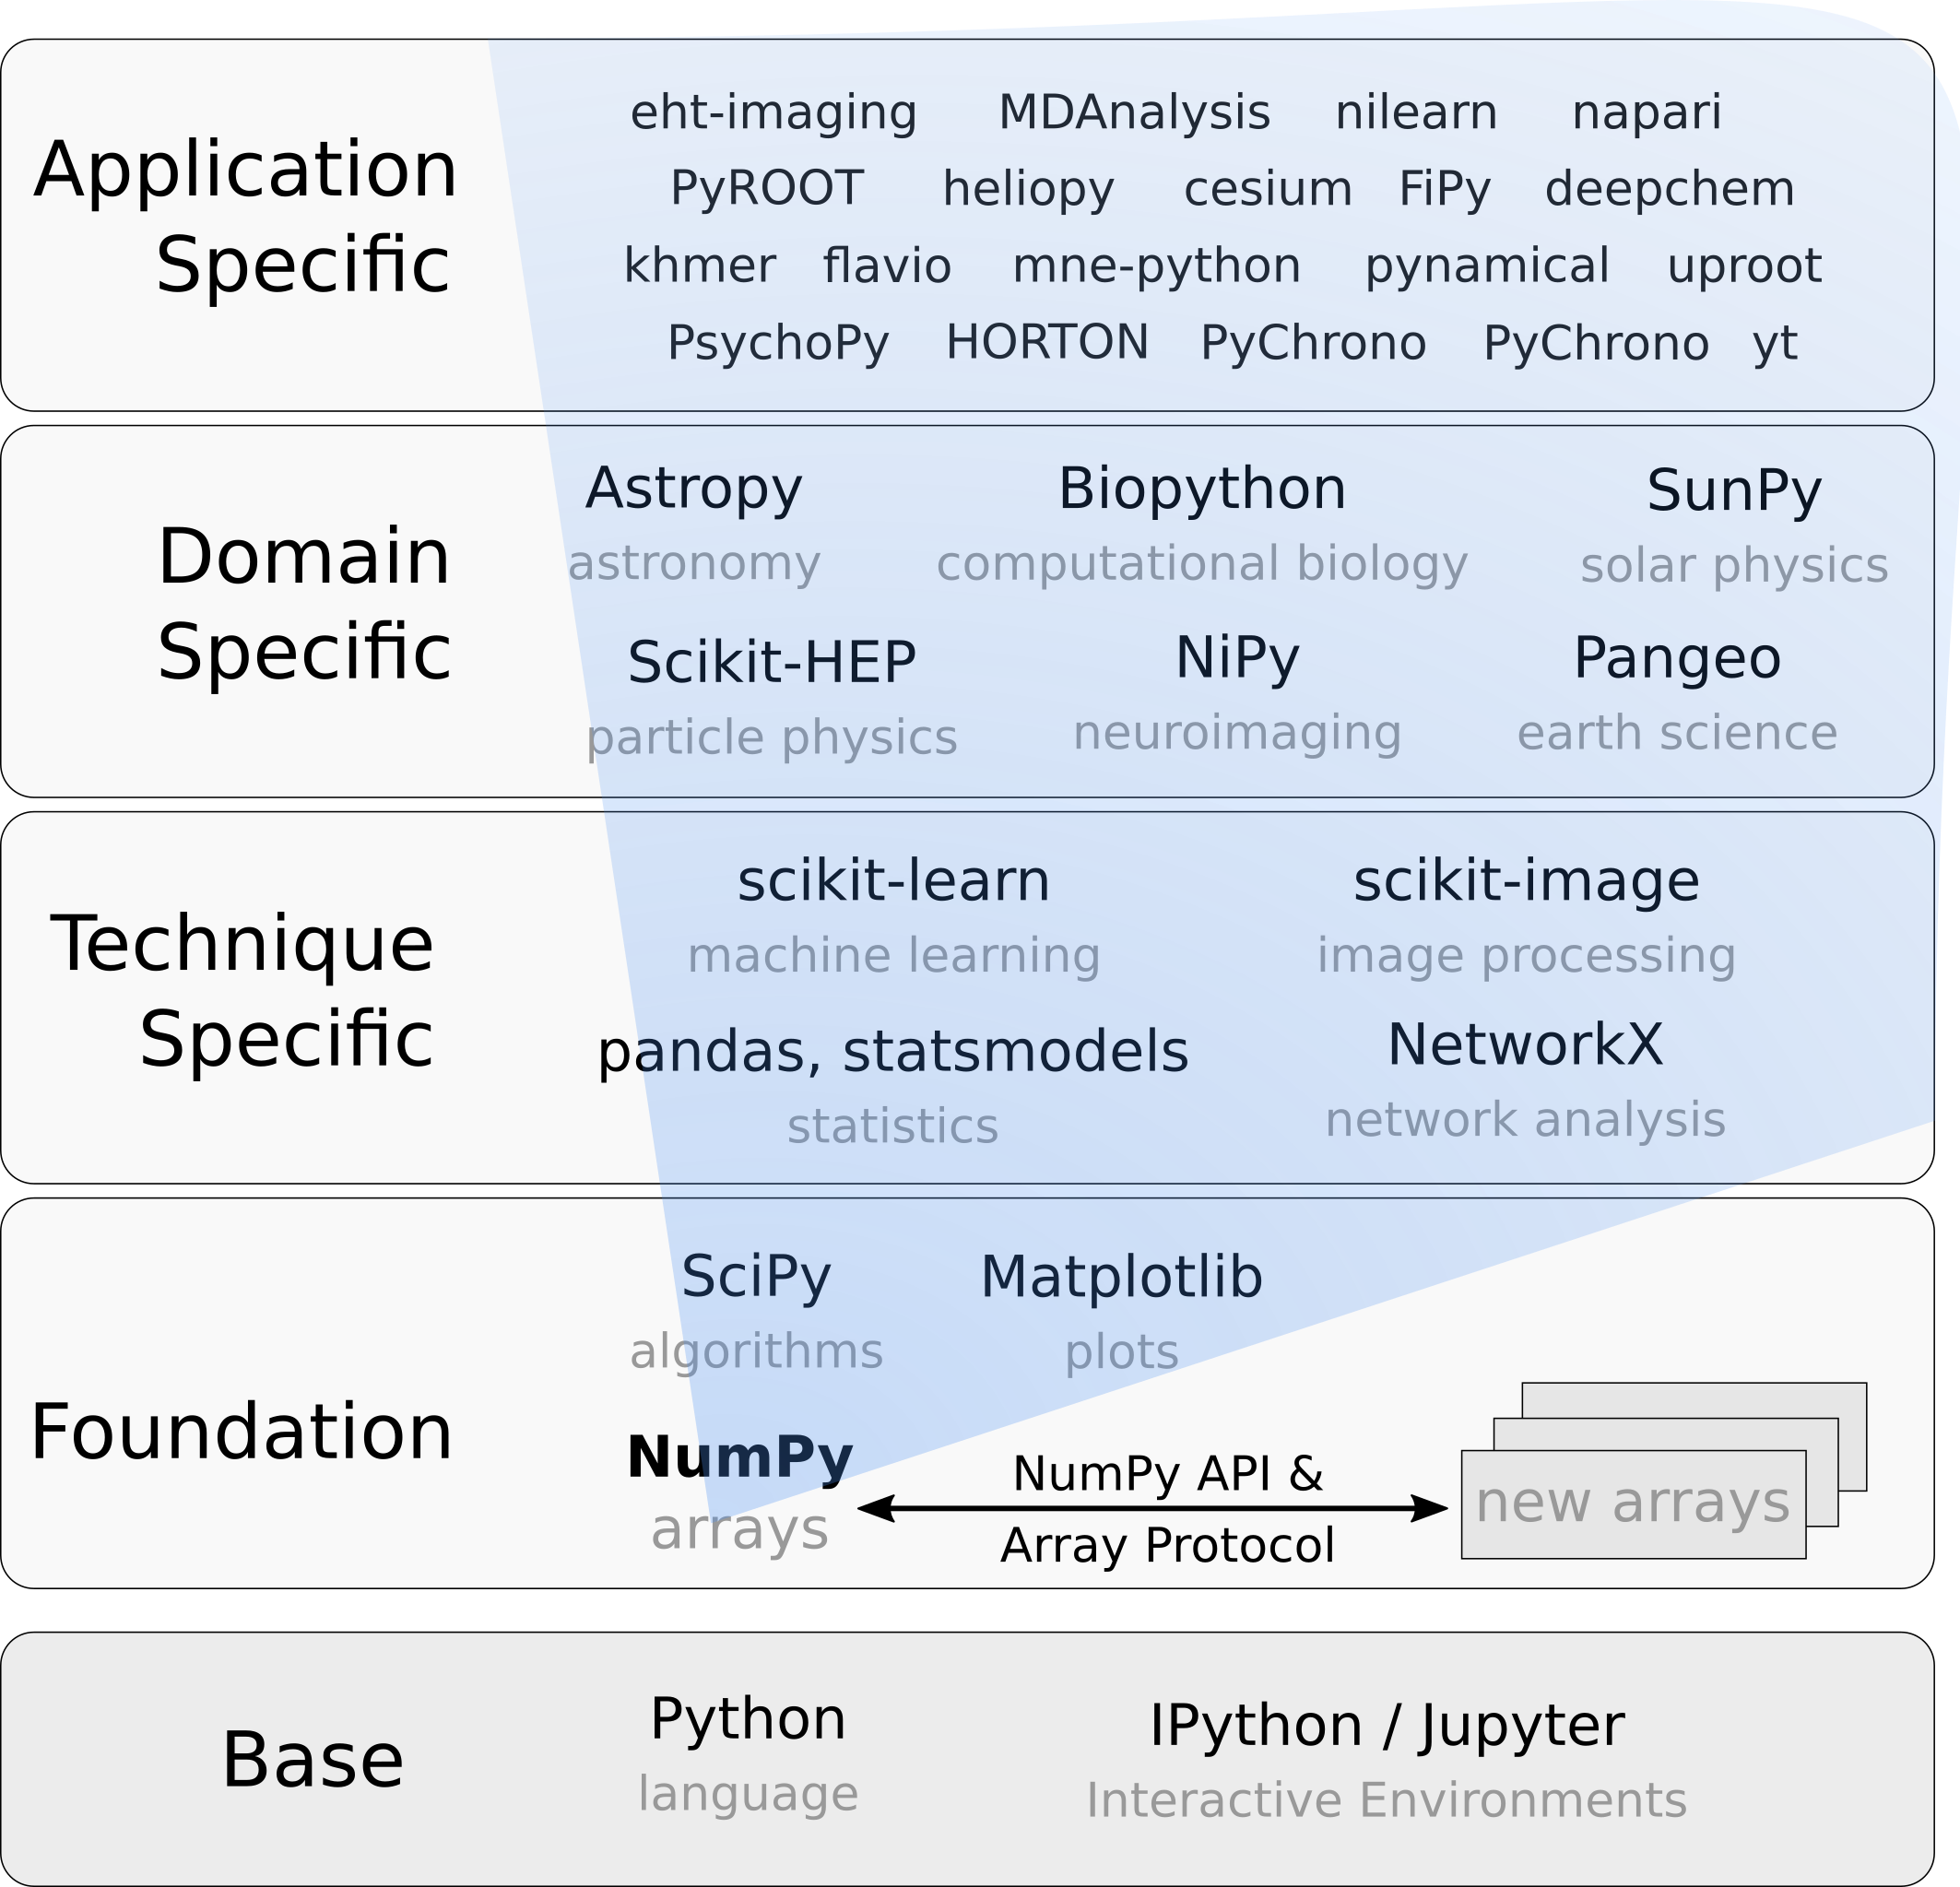 Application
Specific
eht-imaging MDAnalysis nilearn napari
PyROOT heliopy cesium FiPy deepchem
khmer flavio mne-python pynamical uproot
PsychoPy HORTON PyChrono PyChrono yt
Domain
Specific
Astropy Biopython SunPy
astronomy computational biology solar physics
Scikit-HEP NiPy Pangeo
particle physics neuroimaging earth science
Technique
Specific
scikit-learn scikit-image
machine learning image processing
pandas, statsmodels NetworkX
statistics network analysis
Foundation
SciPy Matplotlib
algorithms plots
NumPy
arrays
NumPy API &
Array Protocol
new arrays
Base
Python IPython / Jupyter
language Interactive Environments